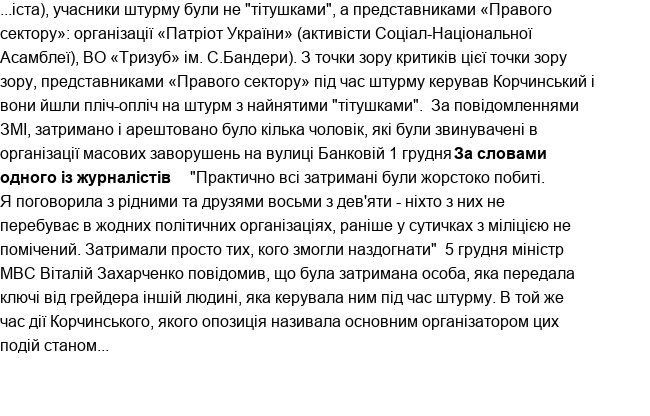 ...іста), учасники штурму були не "тітушками", а представниками «Правого
сектору»: організації «Патріот України» (активісти Соціал-Національної
Асамблеї), ВО «Тризуб» ім. С.Бандери). З точки зору критиків цієї точки зору
зору, представниками «Правого сектору» під час штурму керував Корчинський і
вони йшли пліч-опліч на штурм з найнятими "тітушками".  За повідомленнями
ЗМІ, затримано і арештовано було кілька чоловік, які були звинувачені в
організації масових заворушень на вулиці Банковій 1 грудня За словами
одного із журналістів     "Практично всі затримані були жорстоко побиті.
Я поговорила з рідними та друзями восьми з дев'яти - ніхто з них не
перебуває в жодних політичних організаціях, раніше у сутичках з міліцією не
помічений. Затримали просто тих, кого змогли наздогнати"  5 грудня міністр
МВС Віталій Захарченко повідомив, що була затримана особа, яка передала
ключі від грейдера іншій людині, яка керувала ним під час штурму. В той же
час дії Корчинського, якого опозиція називала основним організатором цих
подій станом...